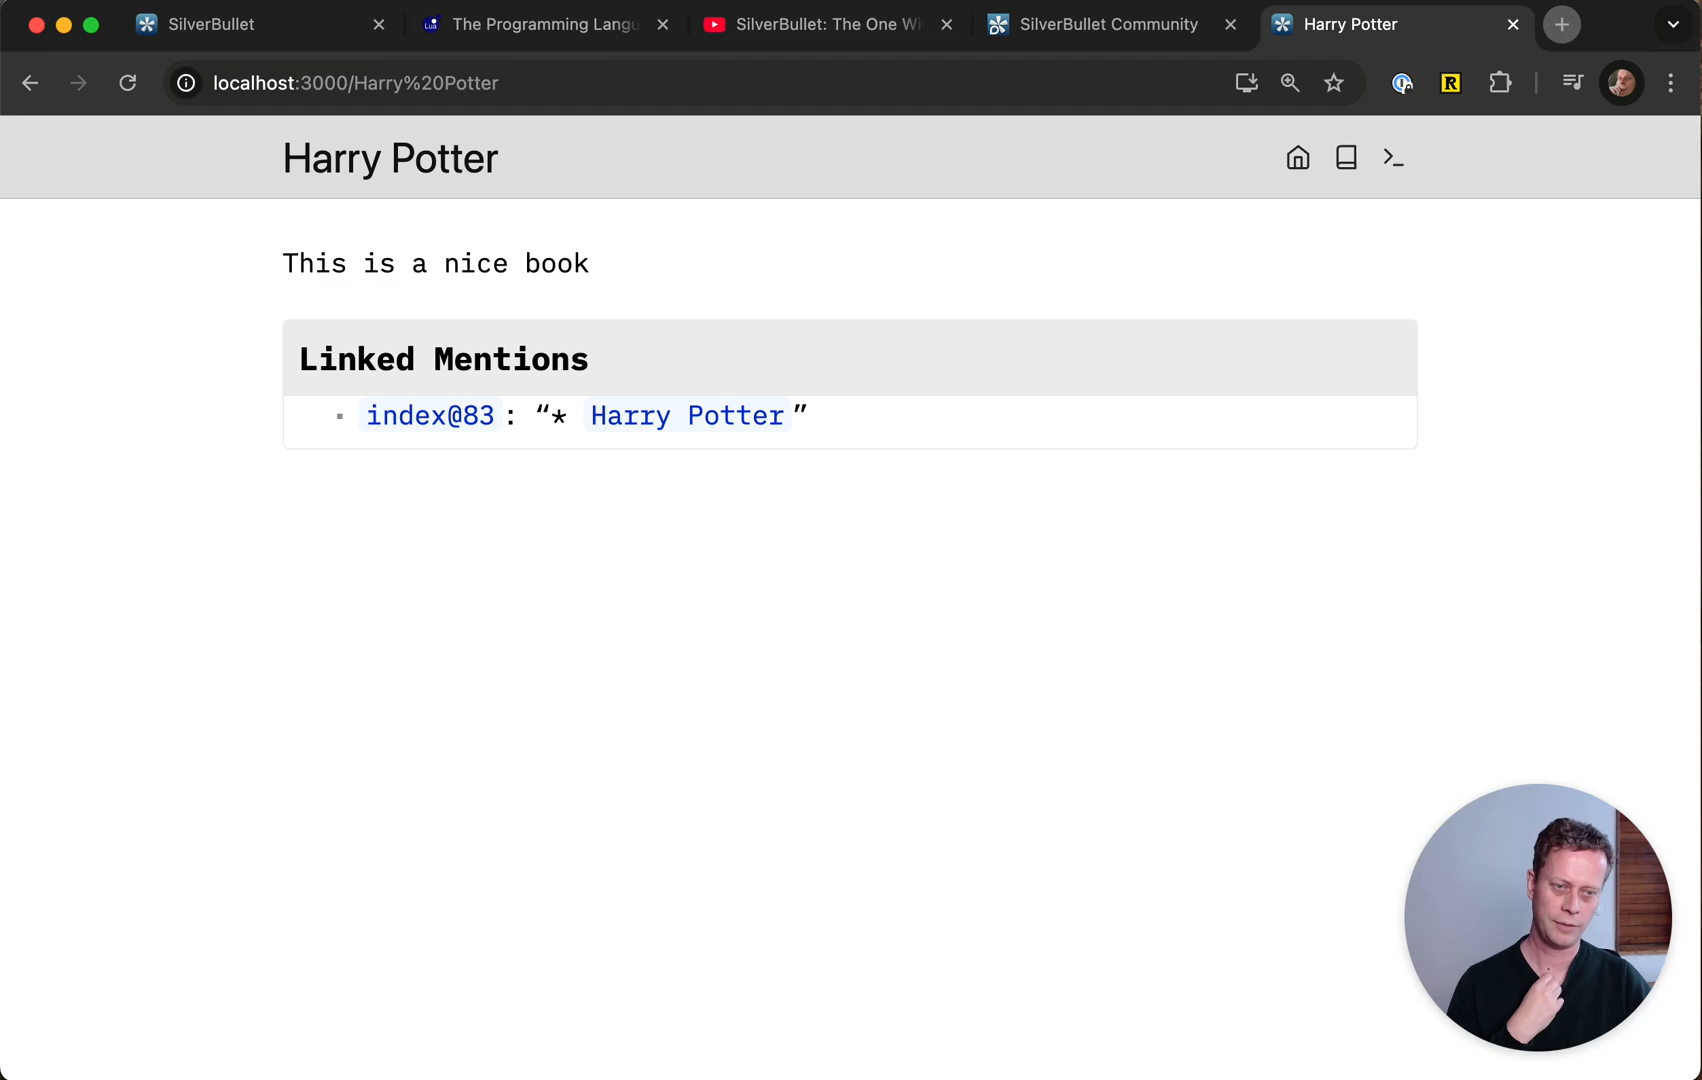 SilverBullet
The Programming Langu
SilverBullet: The One Wi
SilverBullet Community
Harry Potter
localhost:3000/Harry%20Potter
R
Harry Potter
This is a nice book
Linked Mentions
index@83: “* Harry Potter”